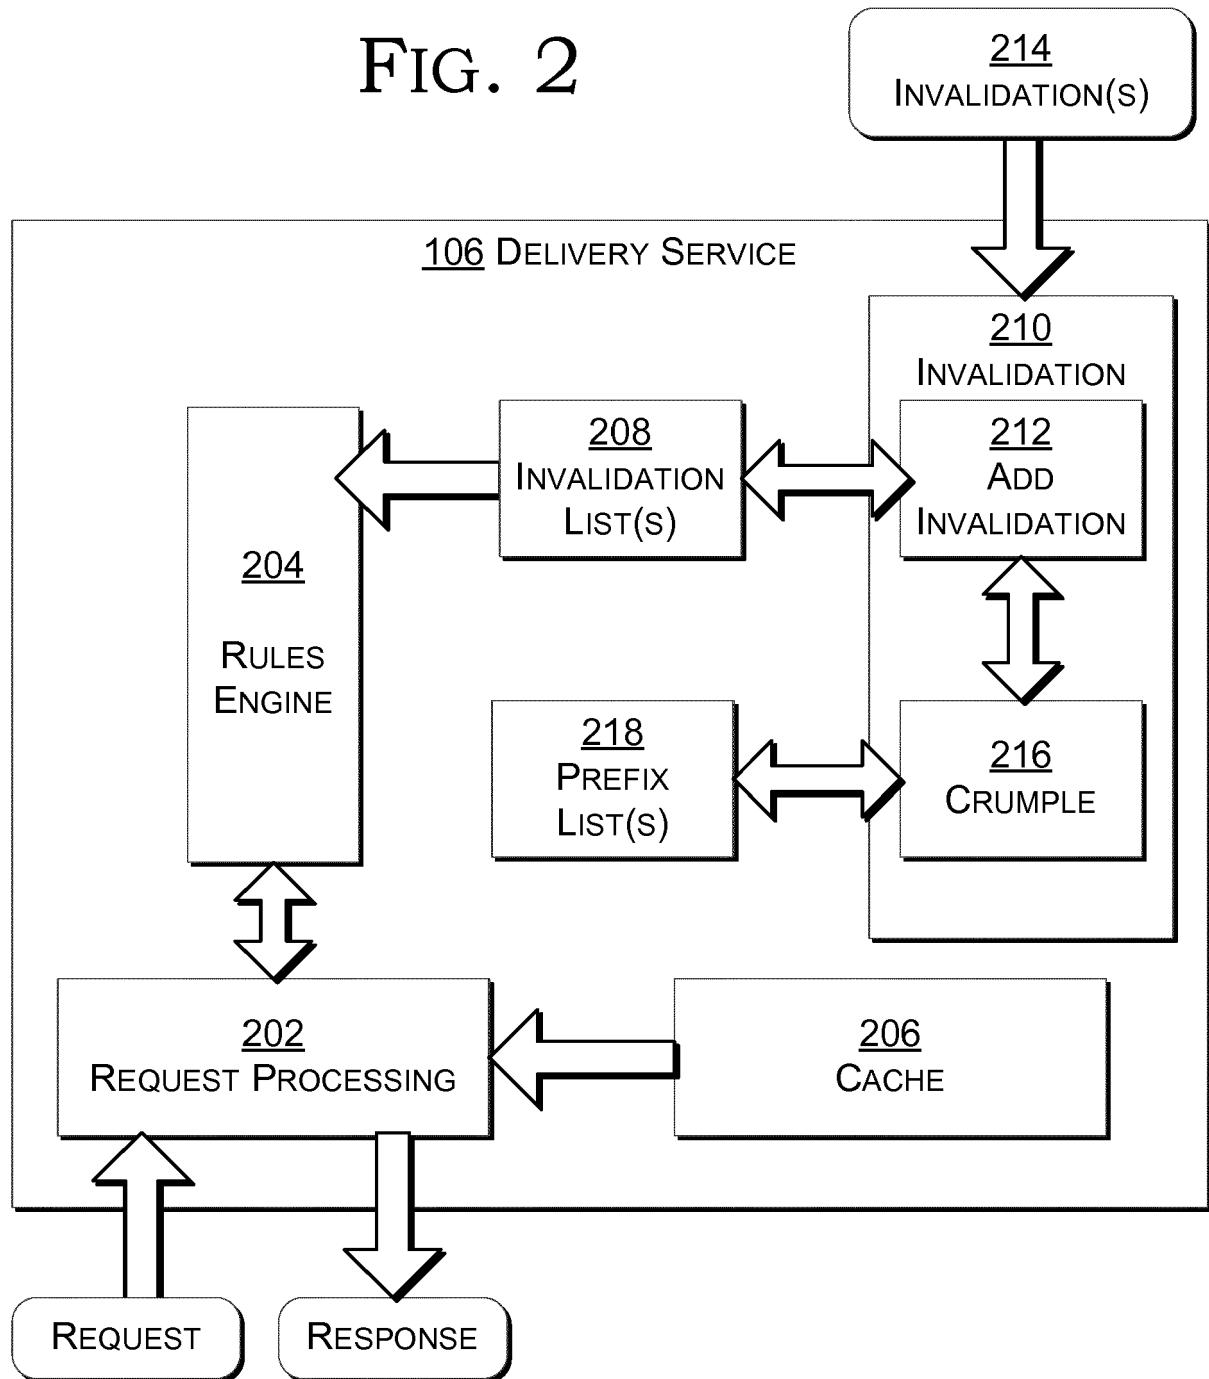 FIG. 2
214
INVALIDATION(S)
106 DELIVERY SERVICE
210
INVALIDATION
212
ADD
INVALIDATION
208
INVALIDATION
LIST(S)
204
RULES
ENGINE
218
PREFIX
LIST(S)
216
CRUMPLE
202
REQUEST PROCESSING
206
CACHE
REQUEST
RESPONSE